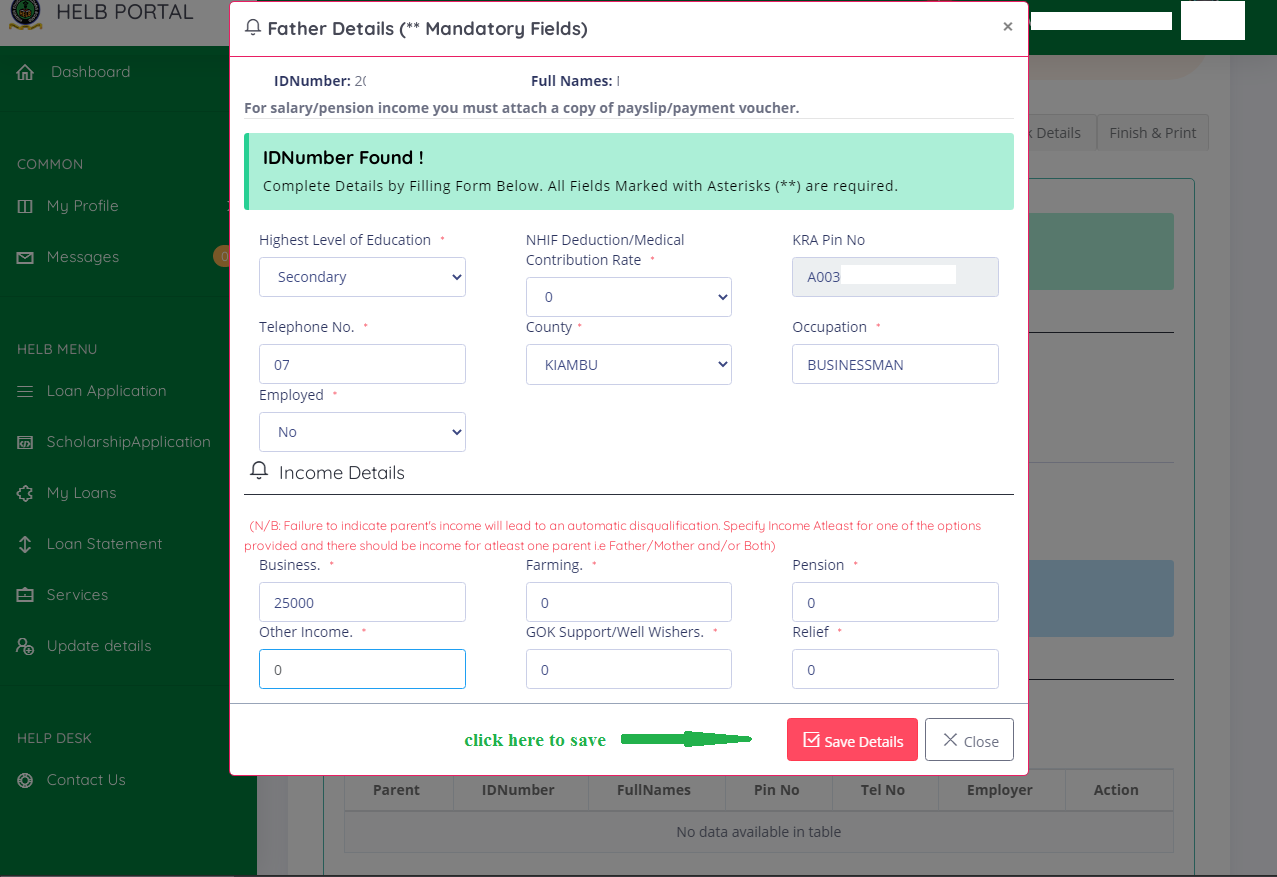 HELB PORTAL
Dashboard
COMMON
My Profile
Messages
0
HELB MENU
Loan Application
ScholarshipApplication
My Loans
Loan Statement
Services
Update details
HELP DESK
Contact Us
Father Details (** Mandatory Fields)
×
IDNumber: 20
Full Names:
For salary/pension income you must attach a copy of payslip/payment voucher.
IDNumber Found !
Complete Details by Filling Form Below. All Fields Marked with Asterisks (**) are required.
Highest Level of Education *
Secondary
NHIF Deduction/Medical
Contribution Rate *
0
KRA Pin No
A003
Telephone No. *
07
County *
KIAMBU
Occupation *
BUSINESSMAN
Employed *
No
Income Details
(N/B: Failure to indicate parent's income will lead to an automatic disqualification. Specify Income Atleast for one of the options
provided and there should be income for atleast one parent i.e Father/Mother and/or Both)
Business. *
25000
Farming. *
0
Pension *
0
Other Income. *
0
GOK Support/Well Wishers. *
0
Relief *
0
click here to save
Save Details
Close
Details
Finish & Print
Parent IDNumber FullNames Pin No Tel No Employer Action
No data available in table